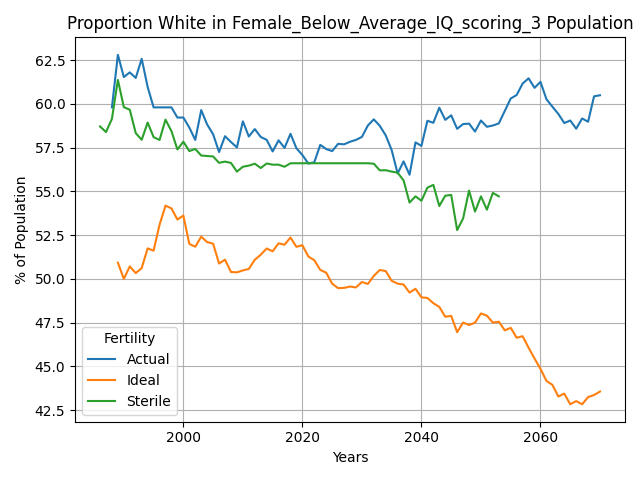 Proportion White in Female_Below_Average_IQ_scoring_3 Population
% of Population
62.5
60.0
57.5
55.0
52.5
50.0
47.5
45.0
42.5
Fertility
Actual
Ideal
Sterile
2000
2020
2040
2060
Years